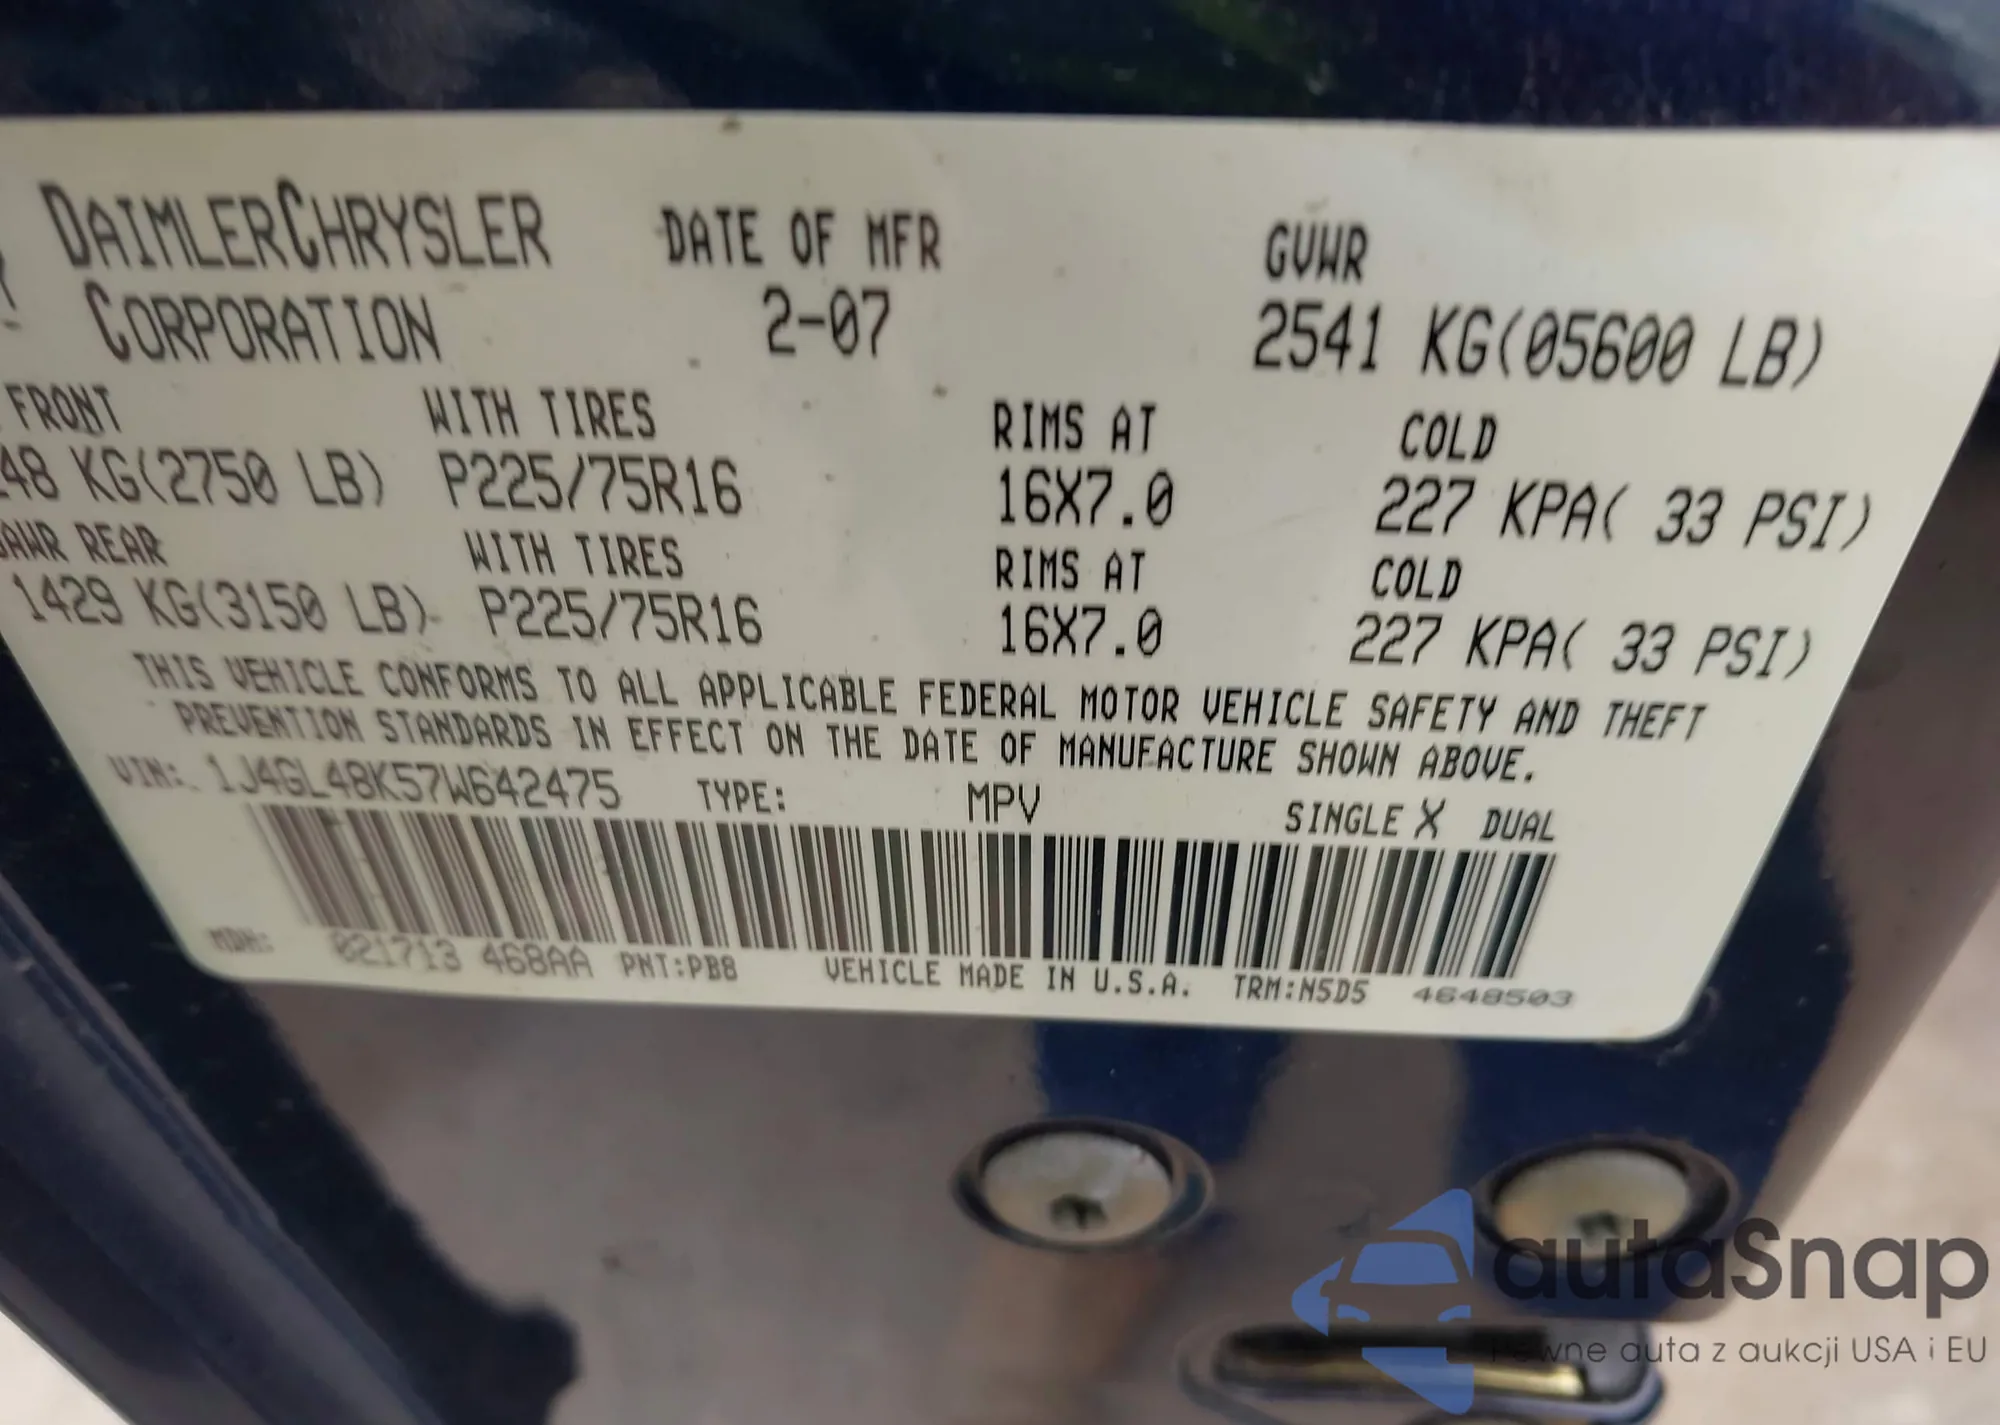 DAIMLERCHRYSLER CORPORATION
DATE OF MFR
2-07
GVWR
2541 KG(05600 LB)
FRONT WITH TIRES RIMS AT COLD
48 KG(2750 LB) P225/75R16 16X7.0 227 KPA( 33 PSI)
GAWR REAR WITH TIRES RIMS AT COLD
1429 KG(3150 LB) P225/75R16 16X7.0 227 KPA( 33 PSI)
THIS VEHICLE CONFORMS TO ALL APPLICABLE FEDERAL MOTOR VEHICLE SAFETY AND THEFT
PREVENTION STANDARDS IN EFFECT ON THE DATE OF MANUFACTURE SHOWN ABOVE.
VIN: 1J4GL48K57W642475 TYPE: MPV SINGLE X DUAL
MDH: 021713 468AA PNT:PB8 VEHICLE MADE IN U.S.A. TRM:N5D5 4648503
autaSnap
Pewne auta z aukcji USA i EU